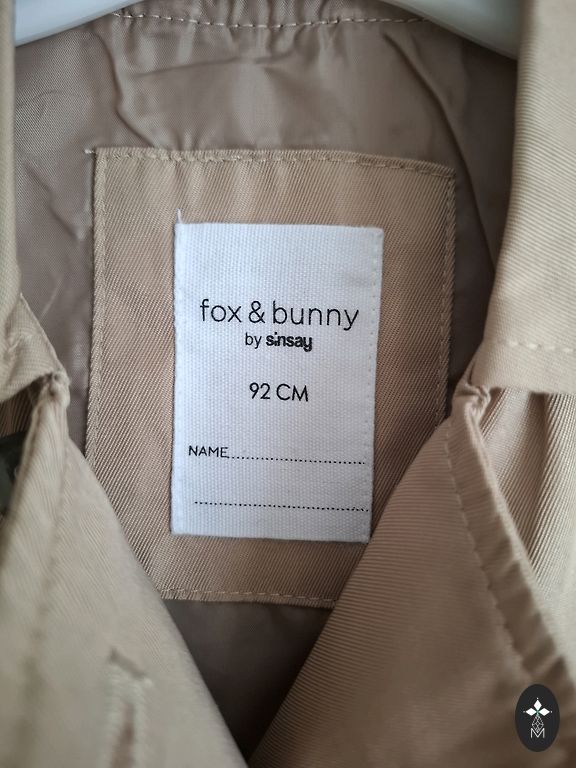 fox & bunny
by sinsay
92 CM
NAME
M